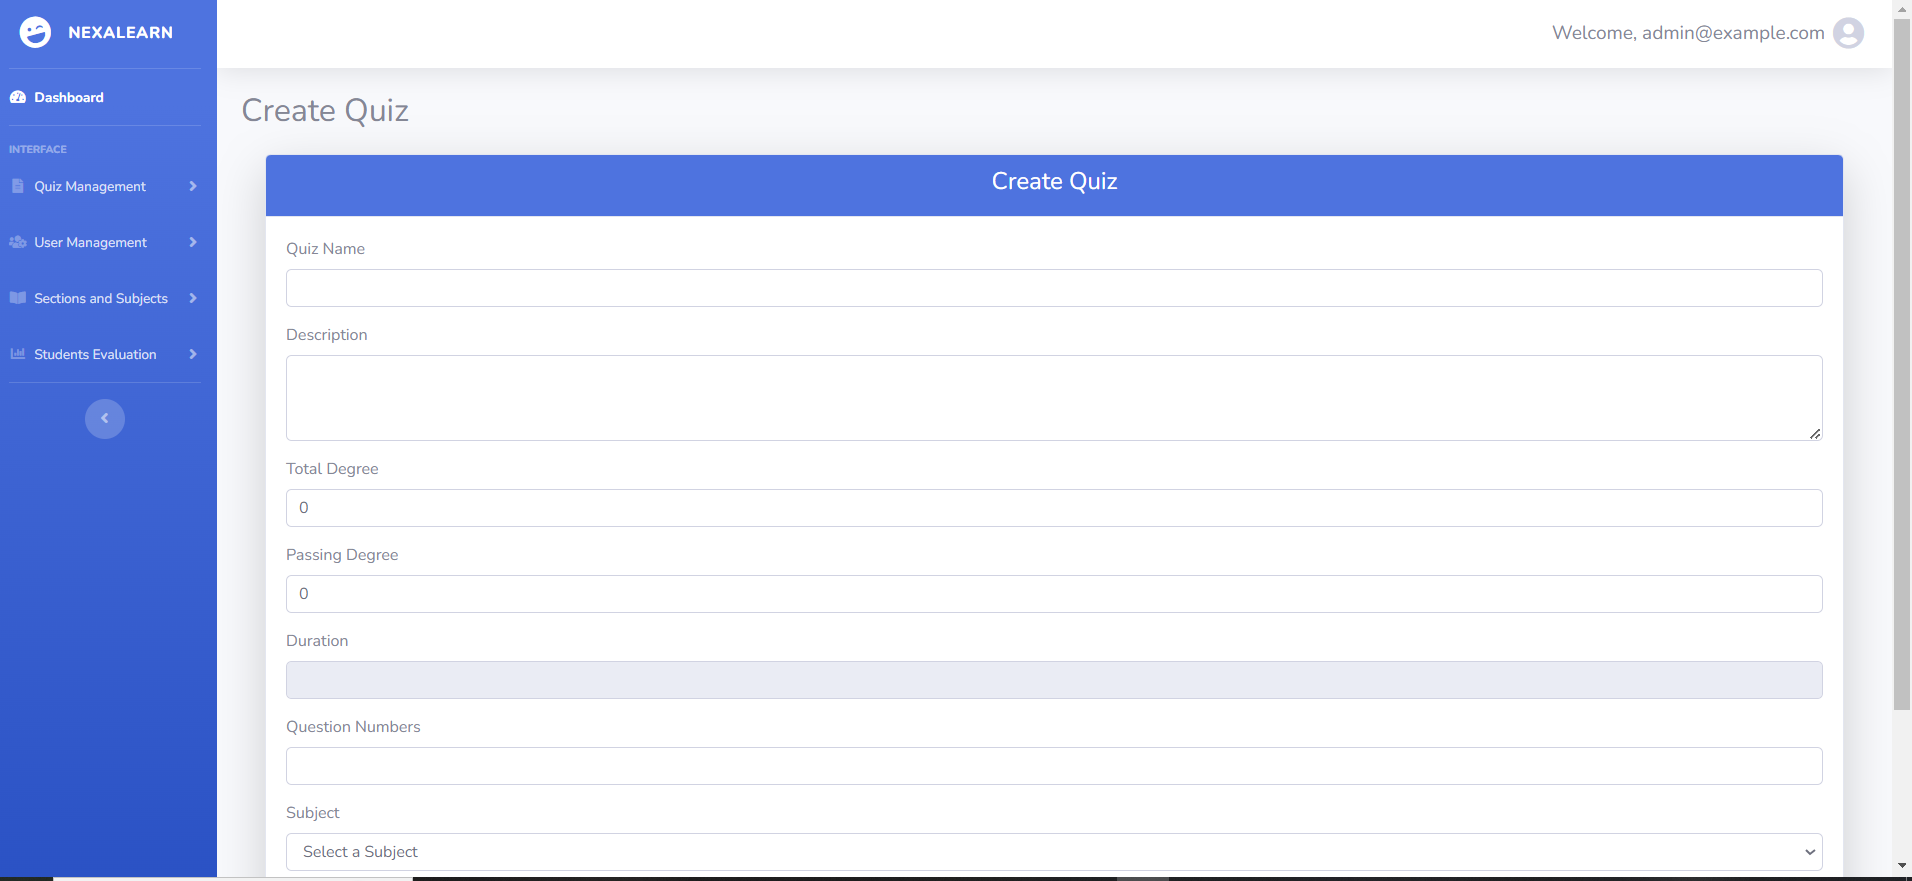 NEXALEARN
Welcome, admin@example.com
Dashboard
INTERFACE
Quiz Management
User Management
Sections and Subjects
Students Evaluation
Create Quiz
Create Quiz
Quiz Name
Description
Total Degree
0
Passing Degree
0
Duration
Question Numbers
Subject
Select a Subject